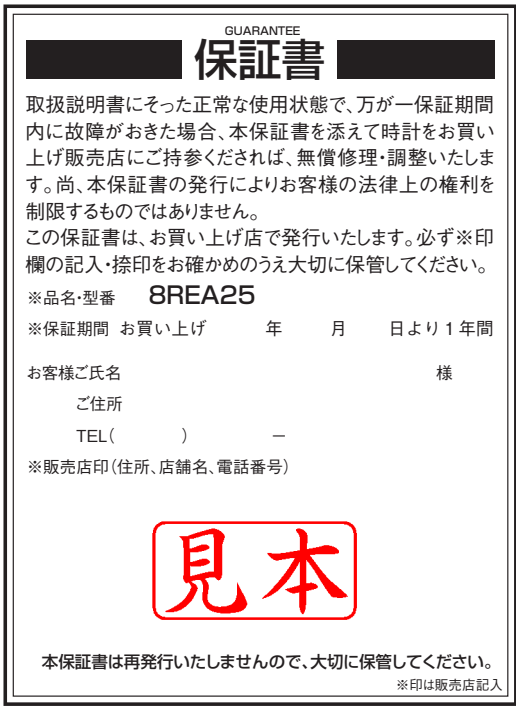 GUARANTEE
保証書
取扱説明書にそった正常な使用状態で、万が一保証期間
内に故障がおきた場合、本保証書を添えて時計をお買い
上げ販売店にご持参くだされば、無償修理・調整いたしま
す。尚、本保証書の発行によりお客様の法律上の権利を
制限するものではありません。
この保証書は、お買い上げ店で発行いたします。必ず※印
欄の記入・捺印をお確かめのうえ大切に保管してください。
※品名・型番 8REA25
※保証期間 お買い上げ 年 月 日より1年間
お客様ご氏名 様
ご住所
TEL( ) −
※販売店印(住所、店舗名、電話番号)
見本
本保証書は再発行いたしませんので、大切に保管してください。
※印は販売店記入